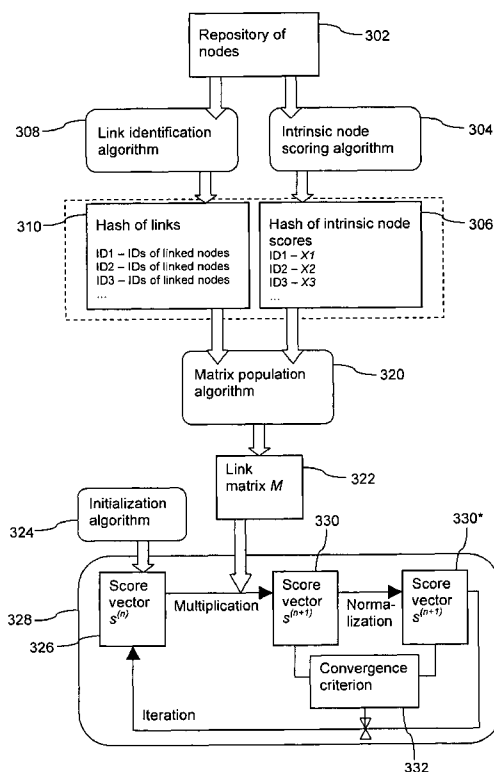 Repository of
nodes
302
308
Link identification
algorithm
Intrinsic node
scoring algorithm
304
310
Hash of links
ID1 – IDs of linked nodes
ID2 – IDs of linked nodes
ID3 – IDs of linked nodes
...
Hash of intrinsic node
scores
ID1 – X1
ID2 – X2
ID3 – X3
...
306
Matrix population
algorithm
320
Link
matrix M
322
324
Initialization
algorithm
330
330*
328
326
Score
vector
s(n)
Multiplication
Score
vector
s(n+1)
Norma-
lization
Score
vector
s(n+1)
Convergence
criterion
Iteration
332